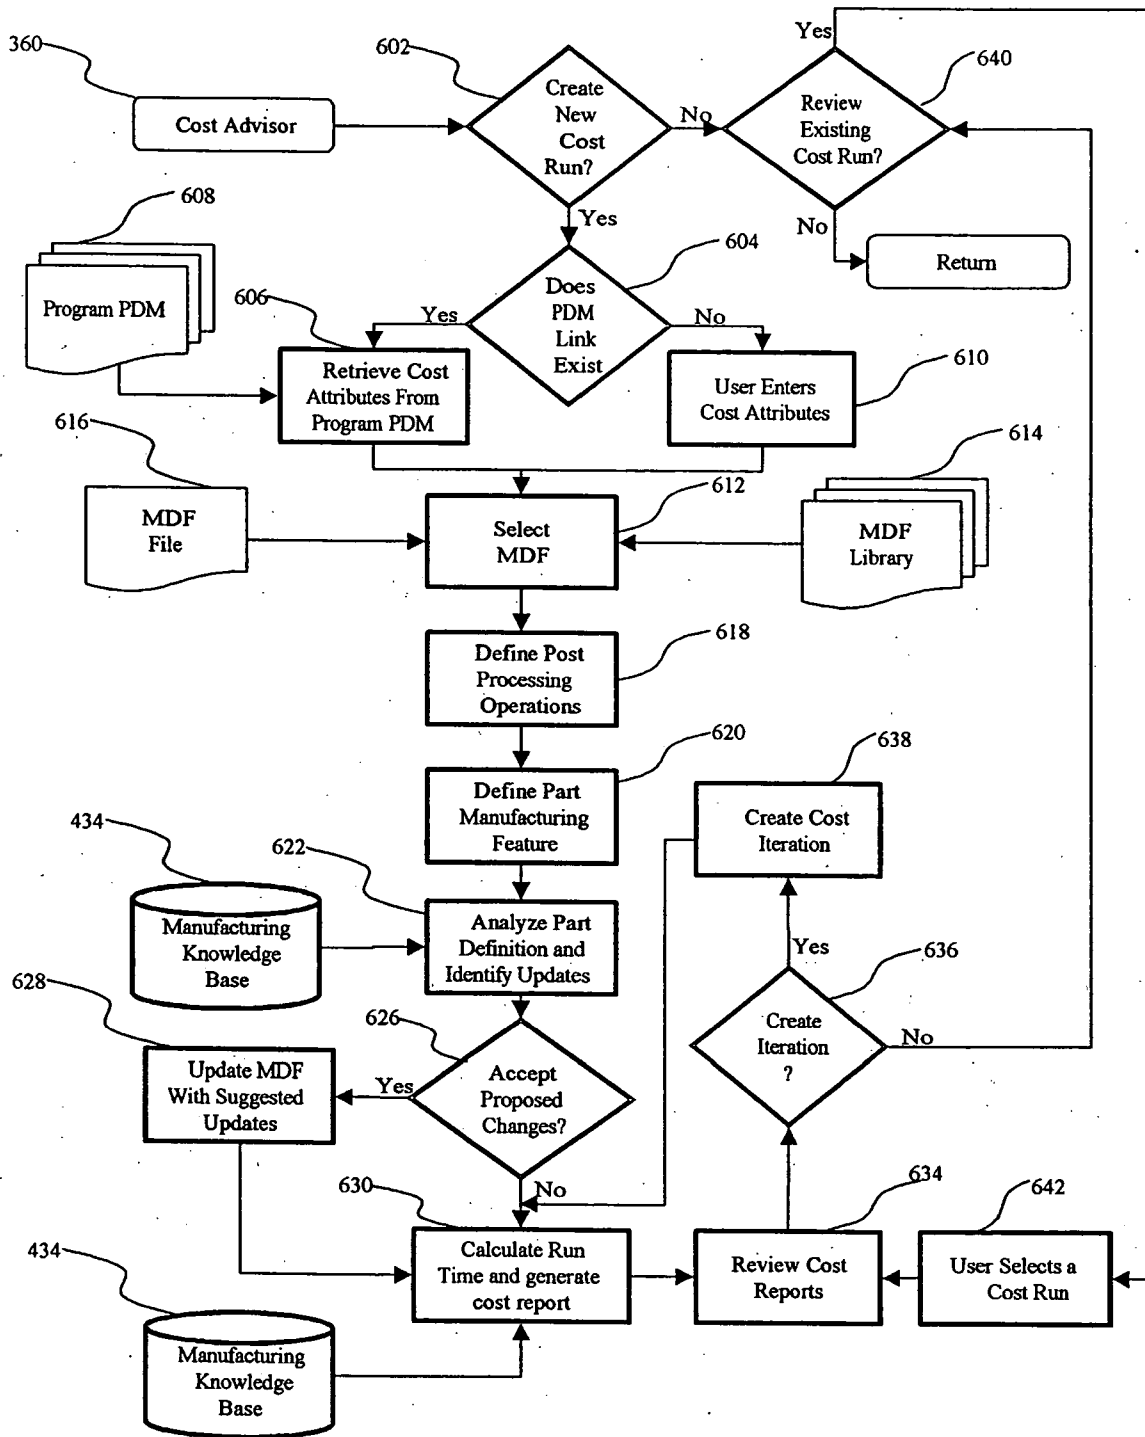 360
Cost Advisor
602
Create
New
Cost
Run?
No
Yes
Yes
640
Review
Existing
Cost Run?
No
Return
608
Program PDM
604
Does
PDM
Link
Exist
Yes
No
606
Retrieve Cost
Attributes From
Program PDM
610
User Enters
Cost Attributes
616
MDF
File
612
Select
MDF
614
MDF
Library
618
Define Post
Processing
Operations
620
Define Part
Manufacturing
Feature
638
Create Cost
Iteration
434
Manufacturing
Knowledge
Base
622
Analyze Part
Definition and
Identify Updates
Yes
636
Create
Iteration
?
No
628
Update MDF
With Suggested
Updates
626
Accept
Proposed
Changes?
Yes
No
630
Calculate Run
Time and generate
cost report
634
Review Cost
Reports
642
User Selects a
Cost Run
434
Manufacturing
Knowledge
Base